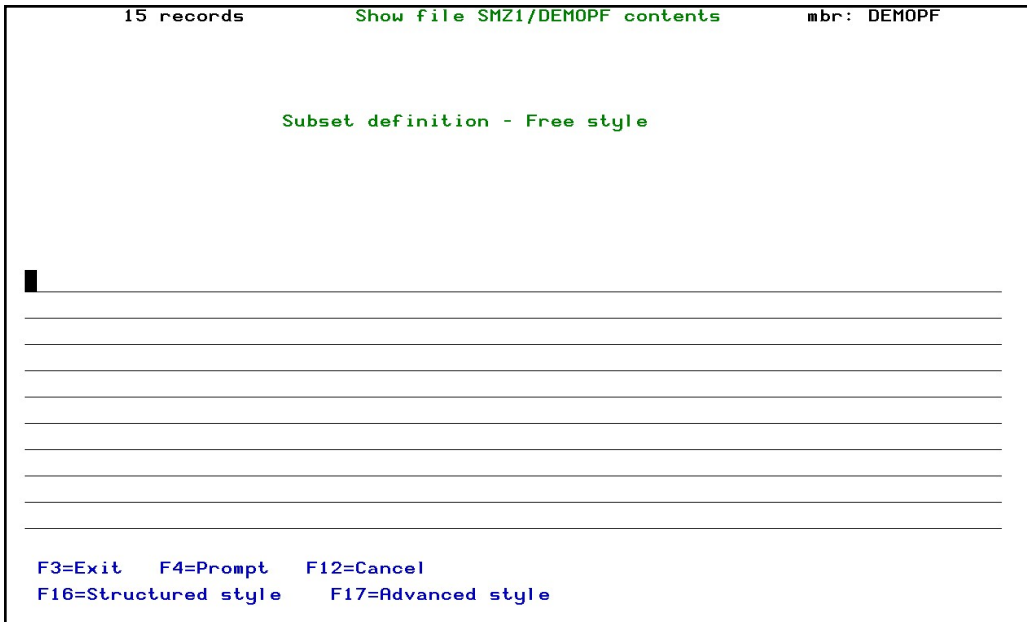 15 records Show file SMZ1/DEMOPF contents mbr: DEMOPF
Subset definition - Free style
F3=Exit F4=Prompt F12=Cancel
F16=Structured style F17=Advanced style